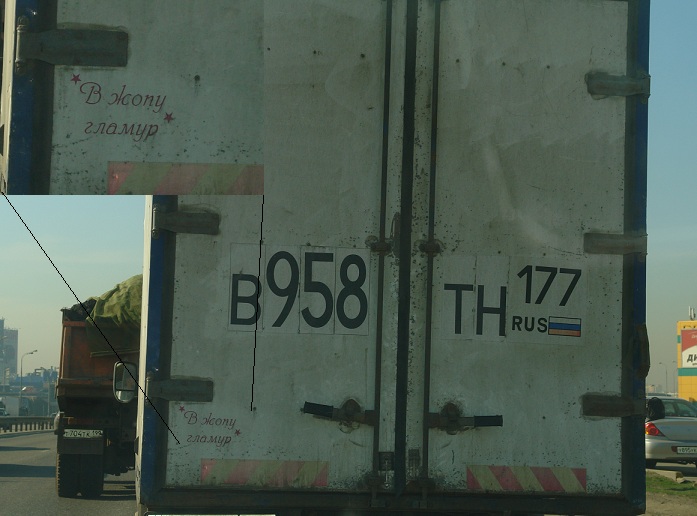 В жопу
гламур
В958 ТН 177
RUS
В жопу
гламур